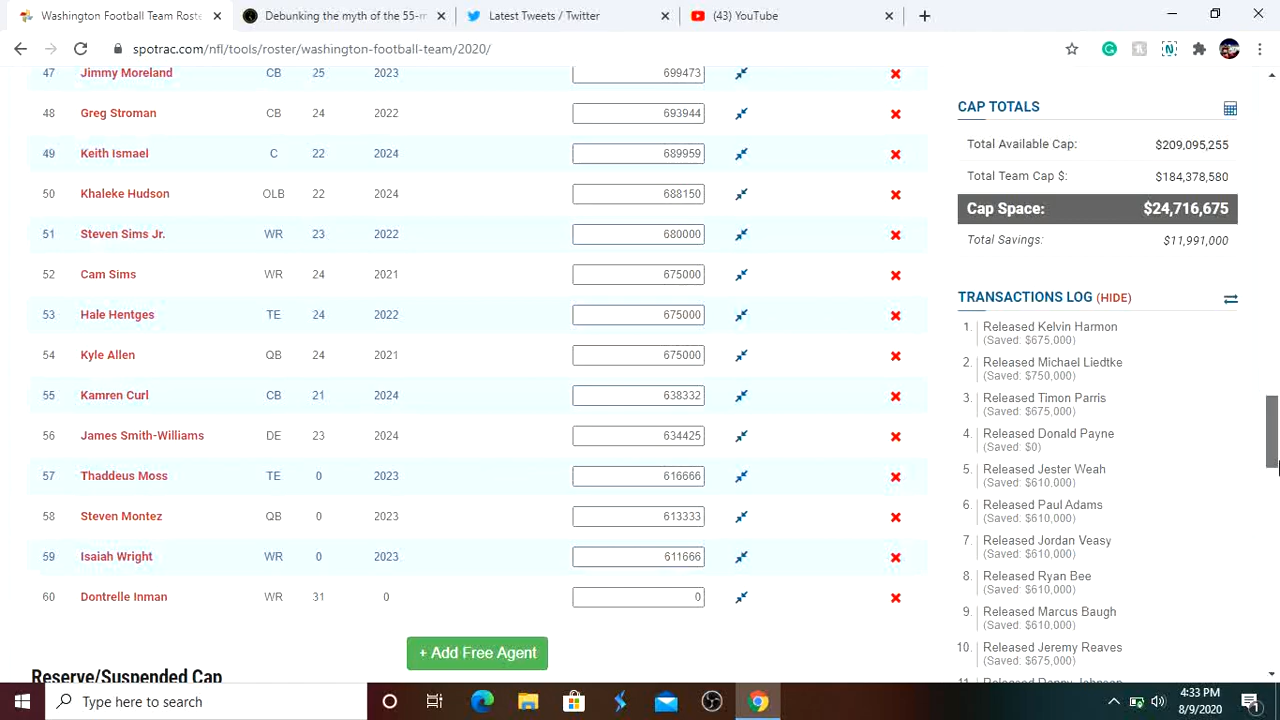 Washington Football Team Roste
Debunking the myth of the 55-m
Latest Tweets / Twitter
(43) YouTube
spotrac.com/nfl/tools/roster/washington-football-team/2020/
47 Jimmy Moreland CB 25 2023 699473
48 Greg Stroman CB 24 2022 693944
49 Keith Ismael C 22 2024 689959
50 Khaleke Hudson OLB 22 2024 688150
51 Steven Sims Jr. WR 23 2022 680000
52 Cam Sims WR 24 2021 675000
53 Hale Hentges TE 24 2022 675000
54 Kyle Allen QB 24 2021 675000
55 Kamren Curl CB 21 2024 638332
56 James Smith-Williams DE 23 2024 634425
57 Thaddeus Moss TE 0 2023 616666
58 Steven Montez QB 0 2023 613333
59 Isaiah Wright WR 0 2023 611666
60 Dontrelle Inman WR 31 0 0
+ Add Free Agent
Reserve/Suspended Cap
CAP TOTALS
Total Available Cap: $209,095,255
Total Team Cap $: $184,378,580
Cap Space: $24,716,675
Total Savings: $11,991,000
TRANSACTIONS LOG (HIDE)
1. Released Kelvin Harmon
(Saved: $675,000)
2. Released Michael Liedtke
(Saved: $750,000)
3. Released Timon Parris
(Saved: $675,000)
4. Released Donald Payne
(Saved: $0)
5. Released Jester Weah
(Saved: $610,000)
6. Released Paul Adams
(Saved: $610,000)
7. Released Jordan Veasy
(Saved: $610,000)
8. Released Ryan Bee
(Saved: $610,000)
9. Released Marcus Baugh
(Saved: $610,000)
10. Released Jeremy Reaves
(Saved: $675,000)
11. Released Danny Johnson
Type here to search
4:33 PM
8/9/2020
1